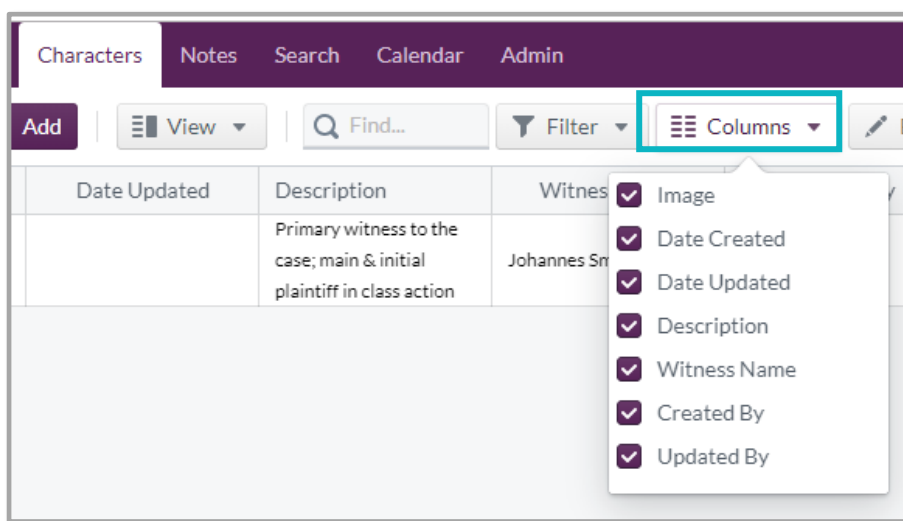 Characters Notes Search Calendar Admin
Add View Find... Filter Columns
Date Updated Description
Primary witness to the
case; main & initial
plaintiff in class action
Image
Date Created
Date Updated
Description
Witness Name
Created By
Updated By